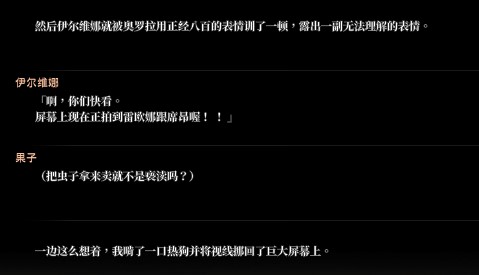 然后伊尔维娜就被奥罗拉用正经八百的表情训了一顿，露出一副无法理解的表情。
伊尔维娜
「啊，你们快看。
屏幕上现在正拍到雷欧娜跟席昂喔！！」
果子
（把虫子拿来卖就不是亵渎吗？）
一边这么想着，我啃了一口热狗并将视线挪回了巨大屏幕上。